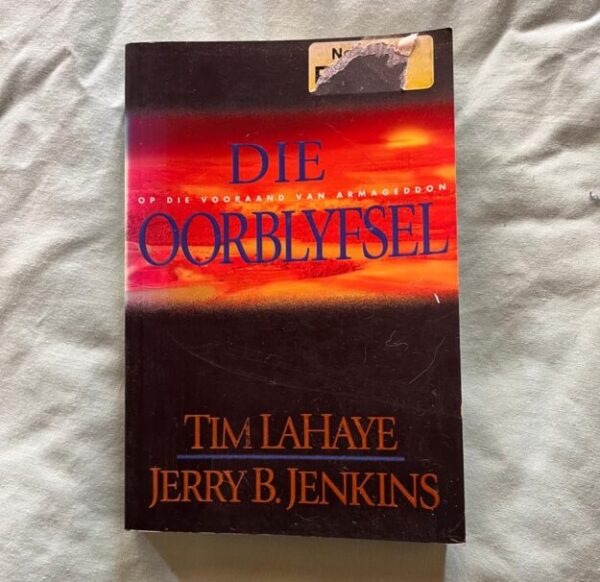 DIE
OP DIE VOORAAND VAN ARMAGEDDON
OORBLYFSEL
TIM LAHAYE
JERRY B. JENKINS